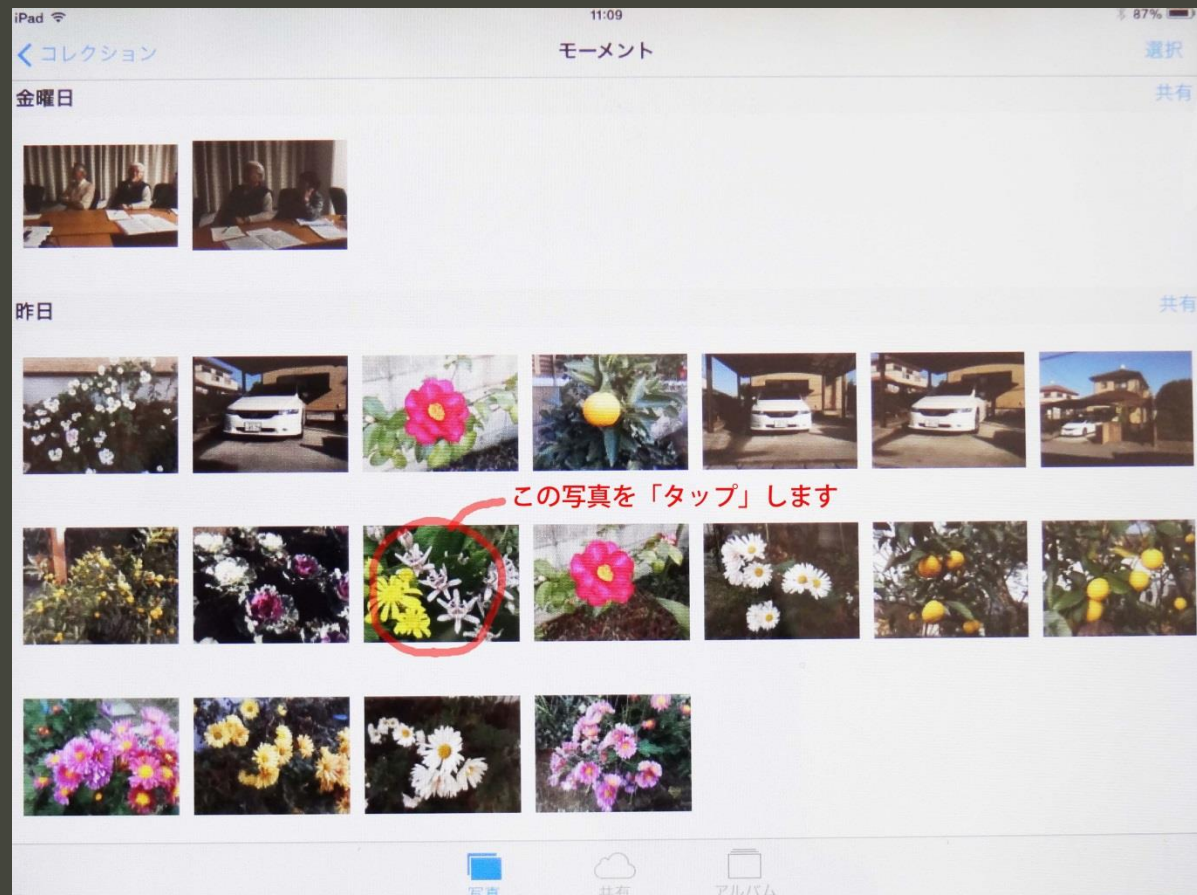 iPad
11:09
87%
コレクション
モーメント
選択
金曜日
共有
昨日
共有
この写真を「タップ」します
写真
共有
アルバム